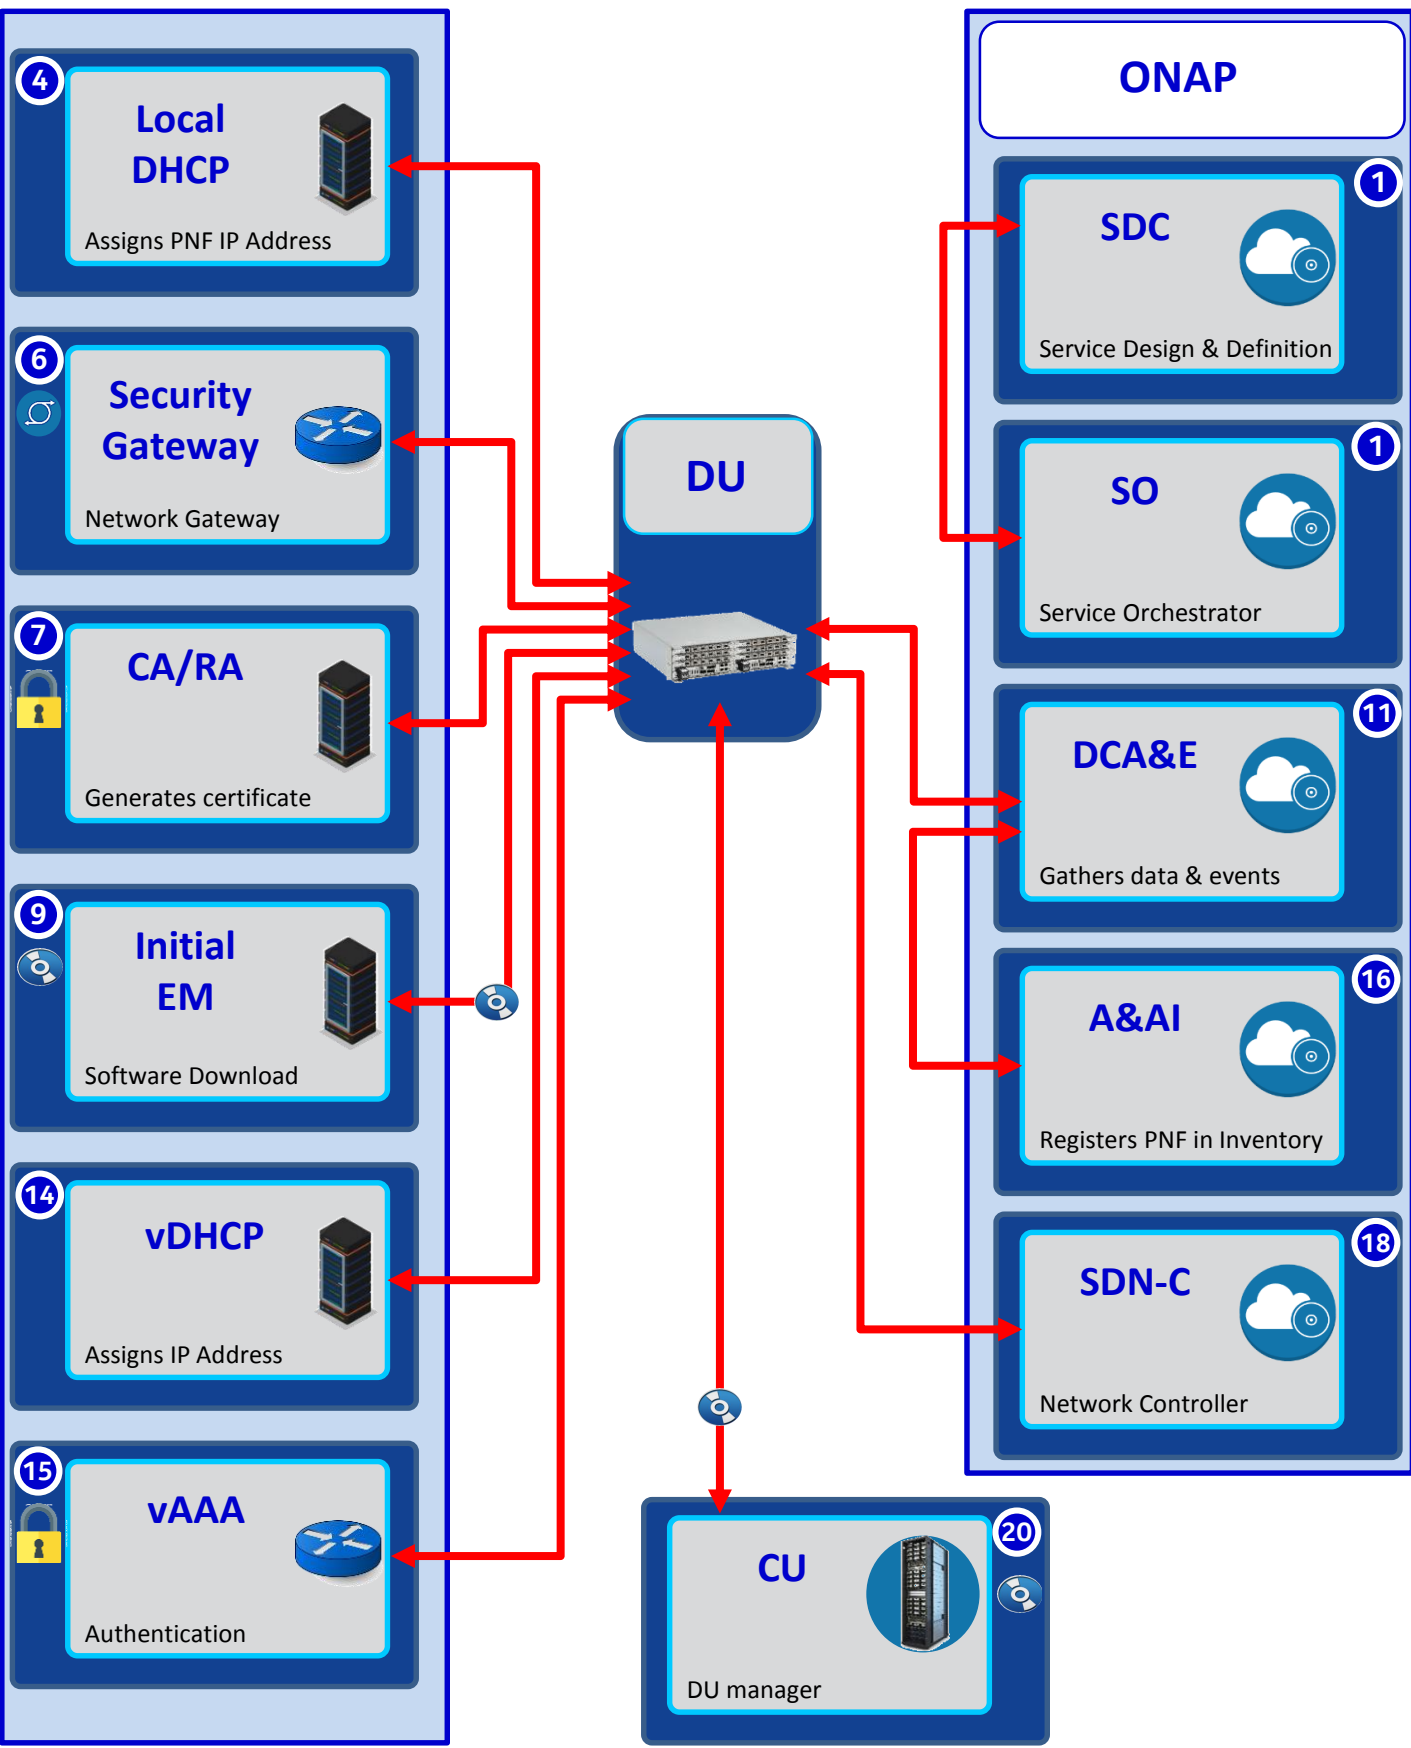 4
Local
DHCP
Assigns PNF IP Address
6
Security
Gateway
Network Gateway
7
CA/RA
Generates certificate
9
Initial
EM
Software Download
14
vDHCP
Assigns IP Address
15
vAAA
Authentication
DU
20
CU
DU manager
ONAP
1
SDC
Service Design & Definition
1
SO
Service Orchestrator
11
DCA&E
Gathers data & events
16
A&AI
Registers PNF in Inventory
18
SDN-C
Network Controller